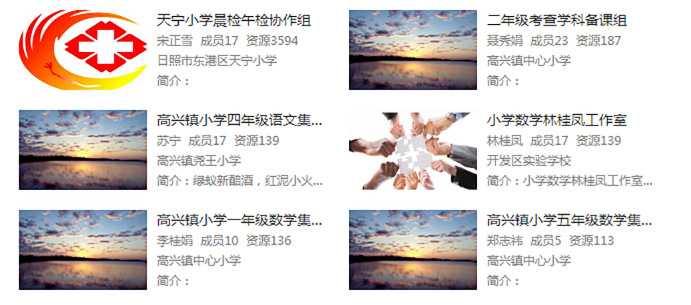 天宁小学晨检午检协作组
宋正雪 成员17 资源3594
日照市东港区天宁小学
简介：
二年级考查学科备课组
聂秀娟 成员23 资源187
高兴镇中心小学
简介：
高兴镇小学四年级语文集...
苏宁 成员17 资源139
高兴镇尧王小学
简介：绿蚁新醅酒，红泥小火...
小学数学林桂凤工作室
林桂凤 成员17 资源139
开发区实验学校
简介：小学数学林桂凤工作室...
高兴镇小学一年级数学集...
李桂娟 成员10 资源136
高兴镇中心小学
简介：
高兴镇小学五年级数学集...
郑志祎 成员5 资源113
高兴镇中心小学
简介：